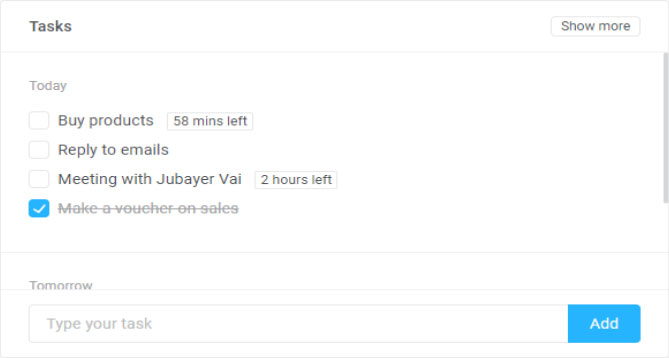 Tasks Show more
Today
Buy products 58 mins left
Reply to emails
Meeting with Jubayer Vai 2 hours left
Make a voucher on sales
Tomorrow
Type your task Add